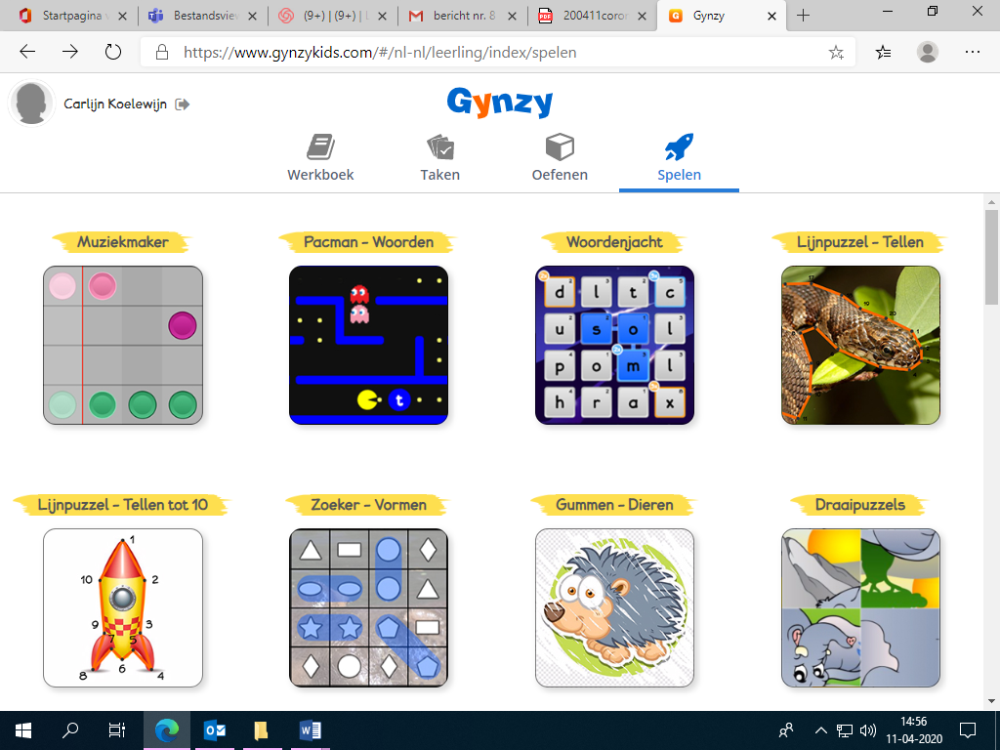 Startpagina v
Bestandsview
(9+) | (9+) | L
bericht nr. 8
PDF
200411coron
G
Gynzy
https://www.gynzykids.com/#/nl-nl/leerling/index/spelen
Carlijn Koelewijn
Gynzy
Werkboek
Taken
Oefenen
Spelen
Muziekmaker
Pacman - Woorden
Woordenjacht
Lijnpuzzel - Tellen
t
d l t c
u s o l
p o m l
h r a x
Lijnpuzzel - Tellen tot 10
Zoeker - Vormen
Gummen - Dieren
Draaipuzzels
1
10 2
9 3
7 5
8 6 4
14:56
11-04-2020